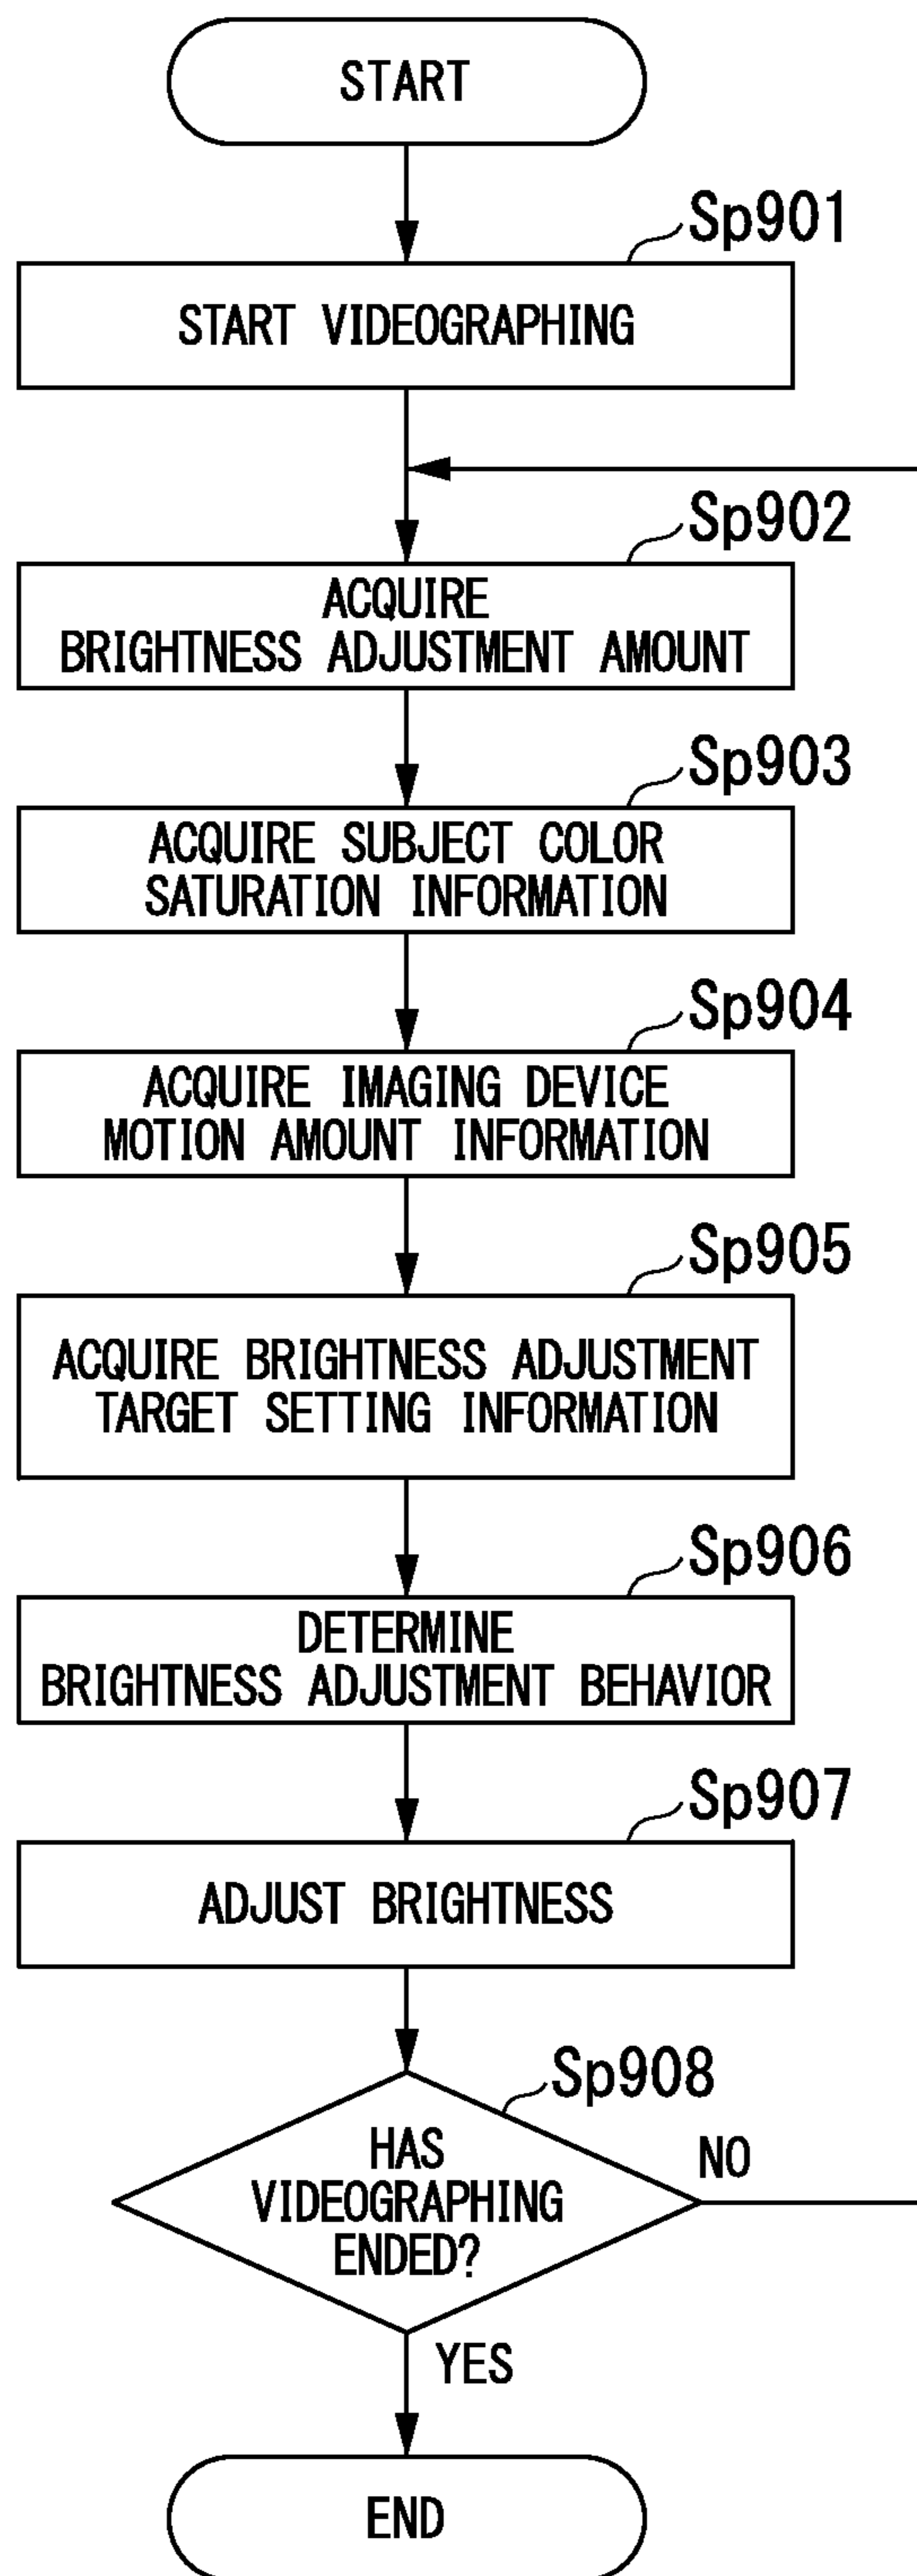 START
Sp901
START VIDEOGRAPHING
Sp902
ACQUIRE
BRIGHTNESS ADJUSTMENT AMOUNT
Sp903
ACQUIRE SUBJECT COLOR
SATURATION INFORMATION
Sp904
ACQUIRE IMAGING DEVICE
MOTION AMOUNT INFORMATION
Sp905
ACQUIRE BRIGHTNESS ADJUSTMENT
TARGET SETTING INFORMATION
Sp906
DETERMINE
BRIGHTNESS ADJUSTMENT BEHAVIOR
Sp907
ADJUST BRIGHTNESS
Sp908
HAS
VIDEOGRAPHING
ENDED?
NO
YES
END